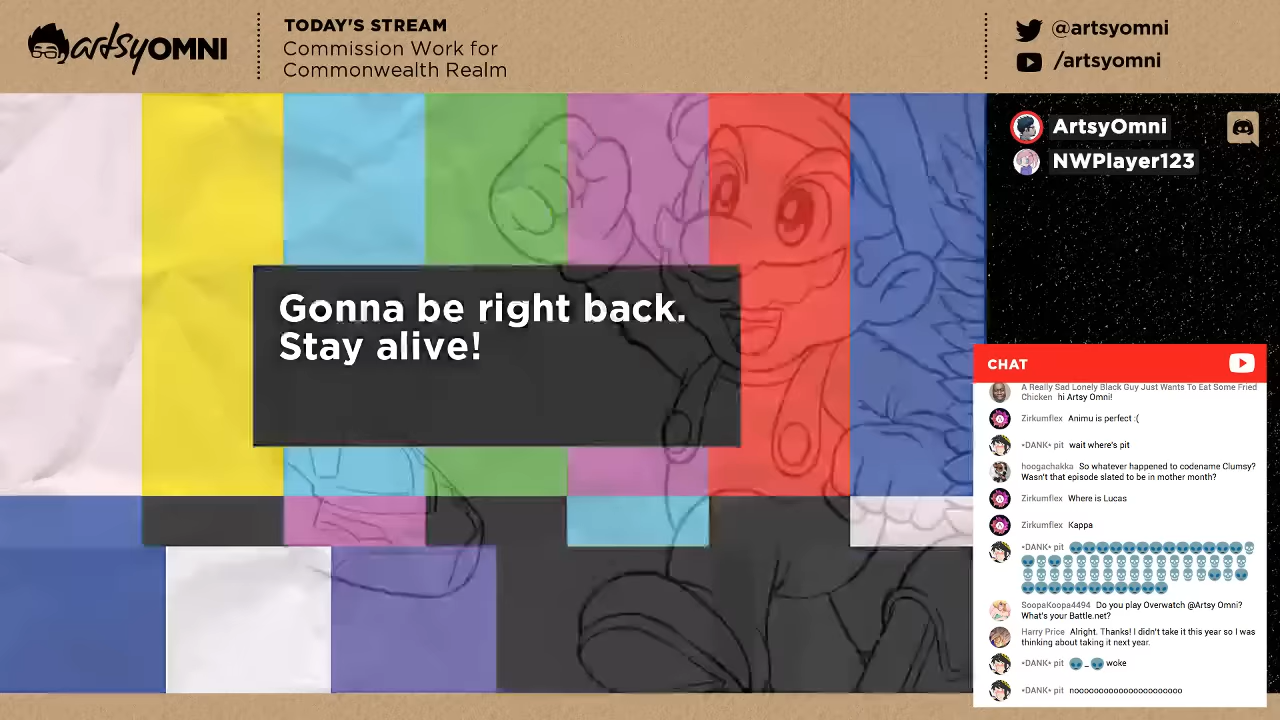 artsyOMNI
TODAY'S STREAM
Commission Work for
Commonwealth Realm
@artsyomni
/artsyomni
ArtsyOmni
NWPlayer123
Gonna be right back.
Stay alive!
CHAT
A Really Sad Lonely Black Guy Just Wants To Eat Some Fried
Chicken hi Artsy Omni!
Zirkumflex Animu is perfect :(
•DANK• pit wait where's pit
hoogachakka So whatever happened to codename Clumsy?
Wasn't that episode slated to be in mother month?
Zirkumflex Where is Lucas
Zirkumflex Kappa
•DANK• pit
SoopaKoopa4494 Do you play Overwatch @Artsy Omni?
What's your Battle.net?
Harry Price Alright. Thanks! I didn't take it this year so I was
thinking about taking it next year.
•DANK• pit 👽_👽 woke
•DANK• pit nooooooooooooooooooooo